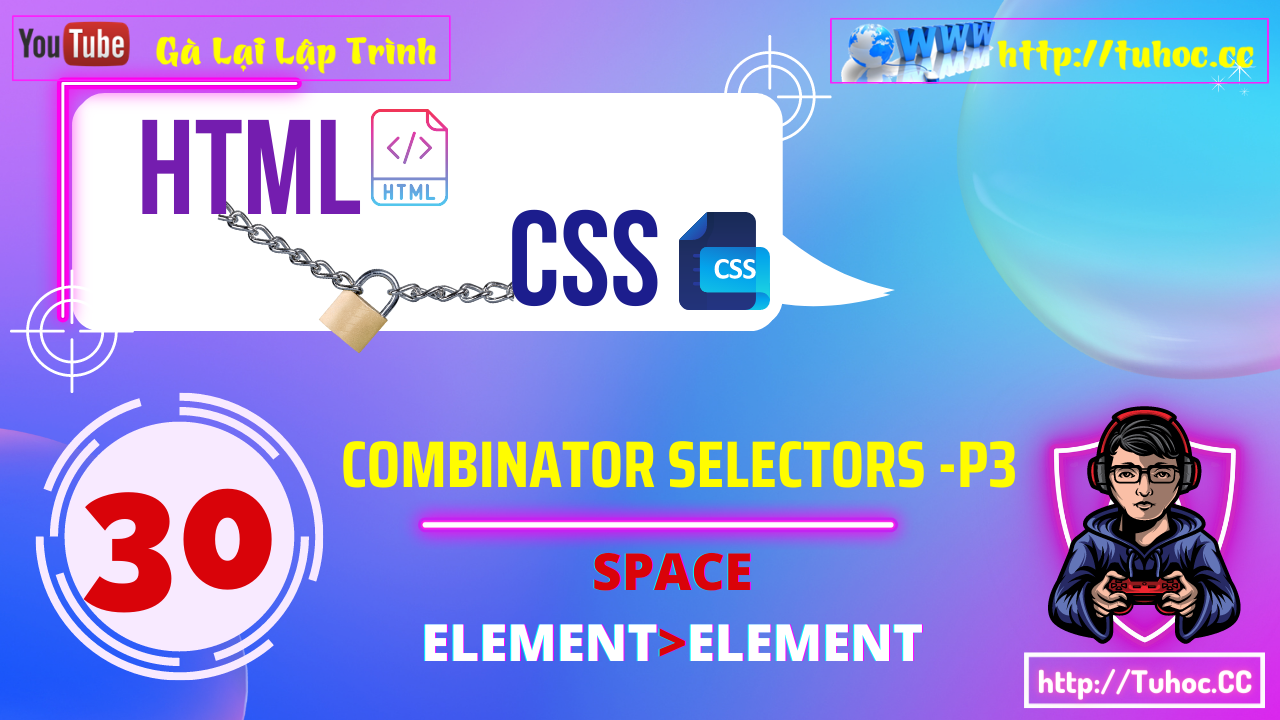 YouTube Gà Lại Lập Trình
WWW http://tuhoc.cc
HTML
HTML
CSS
CSS
30
COMBINATOR SELECTORS -P3
SPACE
ELEMENT>ELEMENT
http://Tuhoc.CC